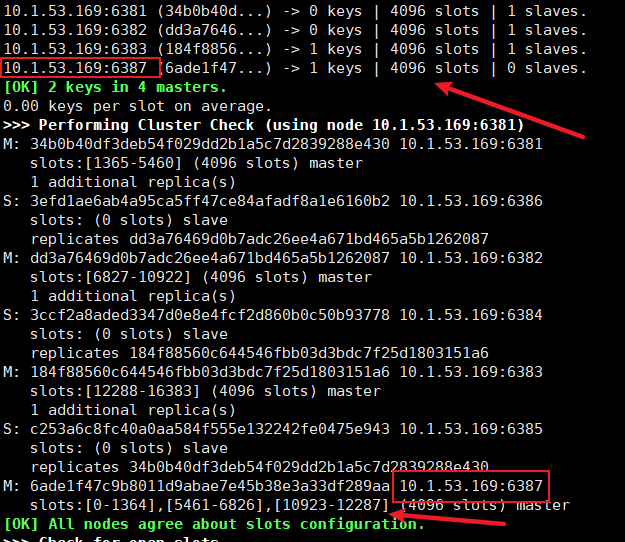 10.1.53.169:6381 (34b0b40d...) -> 0 keys | 4096 slots | 1 slaves.
10.1.53.169:6382 (dd3a7646...) -> 0 keys | 4096 slots | 1 slaves.
10.1.53.169:6383 (184f8856...) -> 1 keys | 4096 slots | 1 slaves.
10.1.53.169:6387 (6ade1f47...) -> 1 keys | 4096 slots | 0 slaves.
[OK] 2 keys in 4 masters.
0.00 keys per slot on average.
>>> Performing Cluster Check (using node 10.1.53.169:6381)
M: 34b0b40df3deb54f029dd2b1a5c7d2839288e430 10.1.53.169:6381
slots:[1365-5460] (4096 slots) master
1 additional replica(s)
S: 3efd1ae6ab4a95ca5ff47ce84afadf8a1e6160b2 10.1.53.169:6386
slots: (0 slots) slave
replicates dd3a76469d0b7adc26ee4a671bd465a5b1262087
M: dd3a76469d0b7adc26ee4a671bd465a5b1262087 10.1.53.169:6382
slots:[6827-10922] (4096 slots) master
1 additional replica(s)
S: 3ccf2a8aded3347d0e8e4fcf2d860b0c50b93778 10.1.53.169:6384
slots: (0 slots) slave
replicates 184f88560c644546fbb03d3bdc7f25d1803151a6
M: 184f88560c644546fbb03d3bdc7f25d1803151a6 10.1.53.169:6383
slots:[12288-16383] (4096 slots) master
1 additional replica(s)
S: c253a6c8fc40a0aa584f555e132242fe0475e943 10.1.53.169:6385
slots: (0 slots) slave
replicates 34b0b40df3deb54f029dd2b1a5c7d2839288e430
M: 6ade1f47c9b8011d9abae7e45b38e3a33df289aa 10.1.53.169:6387
slots:[0-1364],[5461-6826],[10923-12287] (4096 slots) master
[OK] All nodes agree about slots configuration.
>>> Check for open slots